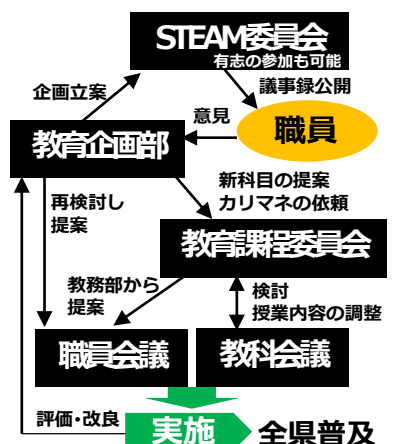 STEAM委員会
有志の参加も可能
企画立案
議事録公開
意見
職員
教育企画部
再検討し
提案
新科目の提案
カリマネの依頼
教育課程委員会
教務部から
提案
検討
授業内容の調整
職員会議
教科会議
評価・改良
実施
全県普及